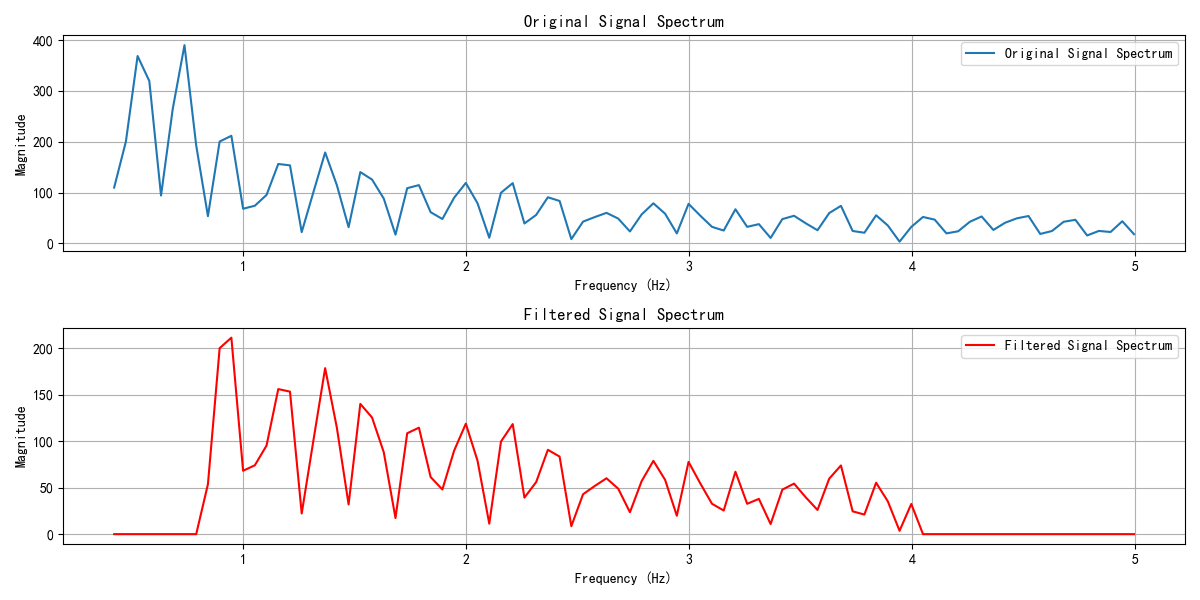 Original Signal Spectrum
Original Signal Spectrum
Magnitude
400
300
200
100
0
1 2 3 4 5
Frequency (Hz)
Filtered Signal Spectrum
Filtered Signal Spectrum
Magnitude
200
150
100
50
0
1 2 3 4 5
Frequency (Hz)